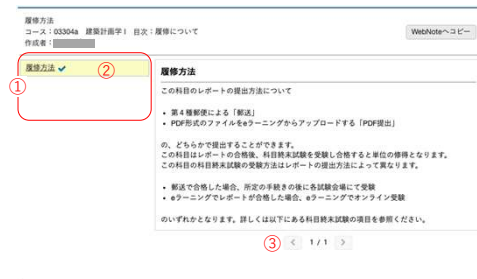 履修方法
コース：03304a 建築計画学Ⅰ 目次：履修について
作成者：
WebNoteへコピー
履修方法
①
②
履修方法
この科目のレポートの提出方法について
・ 第４種郵便による「郵送」
・ PDF形式のファイルをeラーニングからアップロードする「PDF提出」
の、どちらかで提出することができます。
この科目はレポートの合格後、科目終末試験を受験し合格すると単位の修得となります。
この科目の科目終末試験の受験方法はレポートの提出方法によって異なります。
・ 郵送で合格した場合、所定の手続きの後に各試験会場にて受験
・ eラーニングでレポートが合格した場合、eラーニングでオンライン受験
のいずれかとなります。詳しくは以下にある科目終末試験の項目を参照ください。
③ < 1 / 1 >